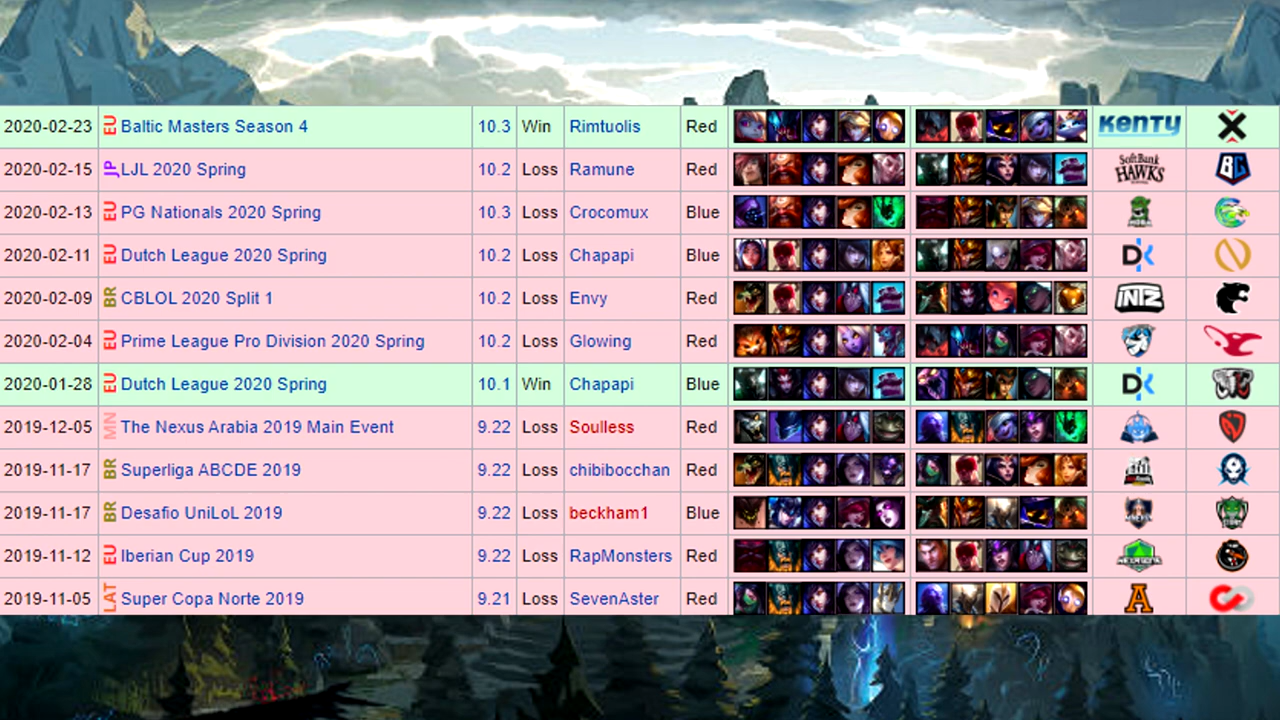 2020-02-23 EU Baltic Masters Season 4 10.3 Win Rimtuolis Red KENTY
2020-02-15 JP LJL 2020 Spring 10.2 Loss Ramune Red SoftBank HAWKS BC
2020-02-13 EU PG Nationals 2020 Spring 10.3 Loss Crocomux Blue
2020-02-11 EU Dutch League 2020 Spring 10.2 Loss Chapapi Blue
2020-02-09 BR CBLOL 2020 Split 1 10.2 Loss Envy Red INTZ
2020-02-04 EU Prime League Pro Division 2020 Spring 10.2 Loss Glowing Red
2020-01-28 EU Dutch League 2020 Spring 10.1 Win Chapapi Blue
2019-12-05 MN The Nexus Arabia 2019 Main Event 9.22 Loss Soulless Red
2019-11-17 BR Superliga ABCDE 2019 9.22 Loss chibibocchan Red
2019-11-17 BR Desafio UniLoL 2019 9.22 Loss beckham1 Blue
2019-11-12 EU Iberian Cup 2019 9.22 Loss RapMonsters Red
2019-11-05 LAT Super Copa Norte 2019 9.21 Loss SevenAster Red A